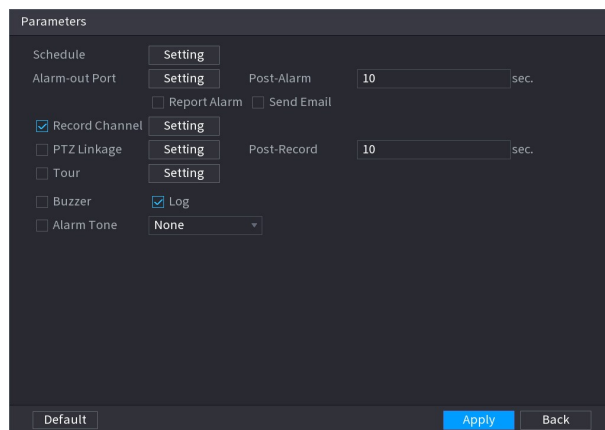 Parameters
Schedule Setting
Alarm-out Port Setting Post-Alarm 10 sec.
Report Alarm Send Email
Record Channel Setting
PTZ Linkage Setting Post-Record 10 sec.
Tour Setting
Buzzer Log
Alarm Tone None
Default Apply Back